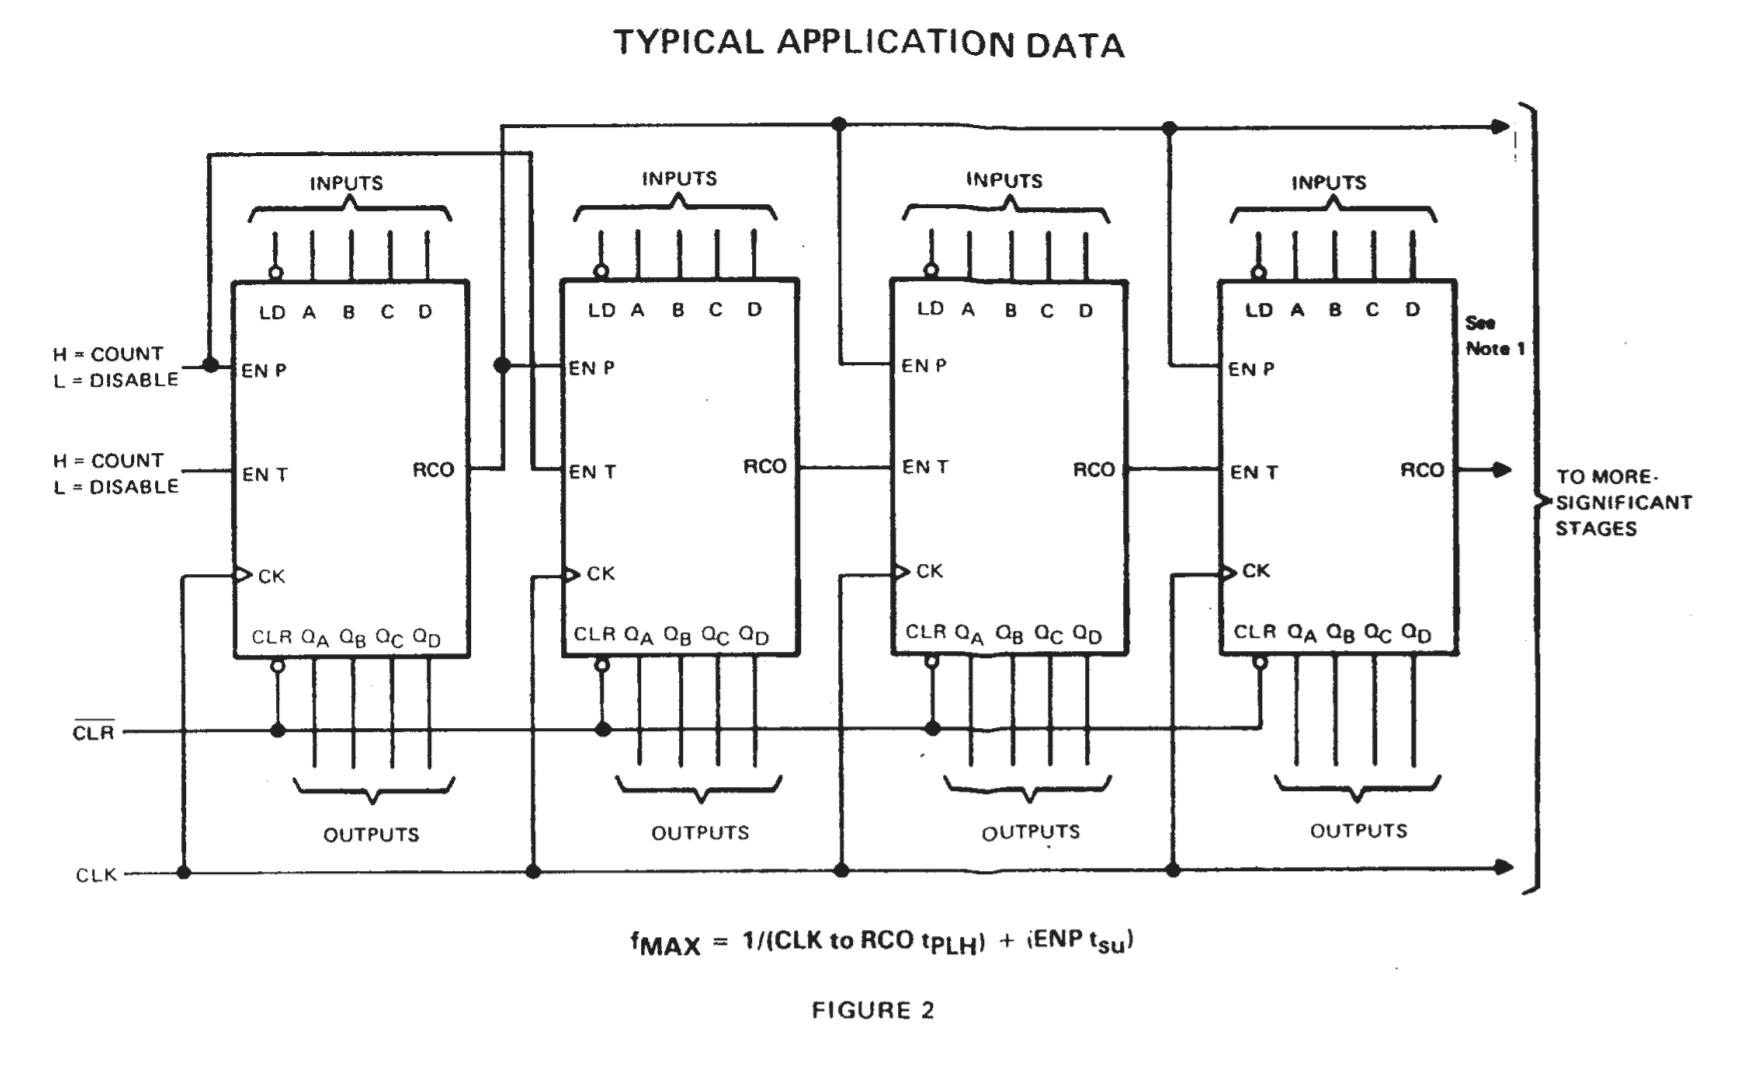 TYPICAL APPLICATION DATA
INPUTS
INPUTS
INPUTS
INPUTS
LD A B C D
LD A B C D
LD A B C D
LD A B C D
See
Note 1
H = COUNT
L = DISABLE
EN P
EN P
EN P
EN P
H = COUNT
L = DISABLE
EN T
RCO
EN T
RCO
EN T
RCO
EN T
RCO
TO MORE-
SIGNIFICANT
STAGES
CK
CK
CK
CK
CLR QA QB QC QD
CLR QA QB QC QD
CLR QA QB QC QD
CLR QA QB QC QD
CLR
OUTPUTS
OUTPUTS
OUTPUTS
OUTPUTS
CLK
fMAX = 1/(CLK to RCO tPLH) + (ENP tsu)
FIGURE 2